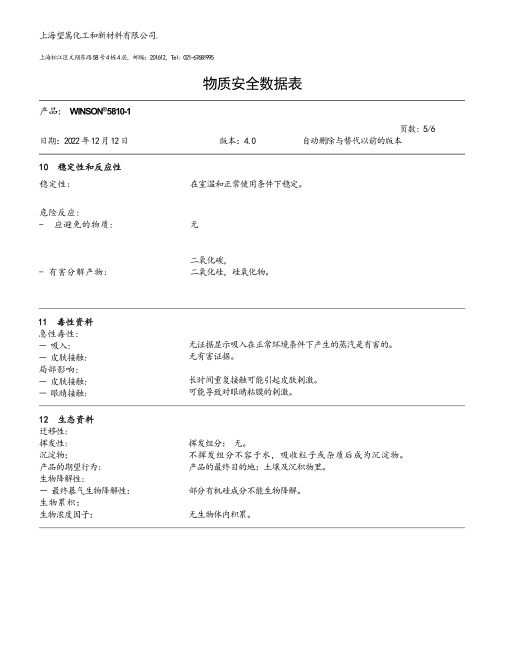 上海望嵩化工和新材料有限公司.
上海松江区文翔东路58号4栋4层, 邮编: 201612, Tel: 021-67681995
物质安全数据表
产品: WINSON®5810-1
页数: 5/6
日期: 2022年12月12日 版本: 4.0 自动删除与替代以前的版本
10 稳定性和反应性
稳定性: 在室温和正常使用条件下稳定。
危险反应:
- 应避免的物质: 无
二氧化碳,
- 有害分解产物: 二氧化硅, 硅氧化物。
11 毒性资料
急性毒性:
— 吸入: 无证据显示吸入在正常环境条件下产生的蒸汽是有害的。
— 皮肤接触: 无有害证据。
局部影响:
— 皮肤接触: 长时间重复接触可能引起皮肤刺激。
— 眼睛接触: 可能导致对眼睛粘膜的刺激。
12 生态资料
迁移性:
挥发性: 挥发组分: 无。
沉淀物: 不挥发组分不容于水, 吸收粒子或杂质后成为沉淀物。
产品的期望行为: 产品的最终目的地: 土壤及沉积物里。
生物降解性:
— 最终暴气生物降解性: 部分有机硅成分不能生物降解。
生物累积:
生物浓度因子: 无生物体内积累。